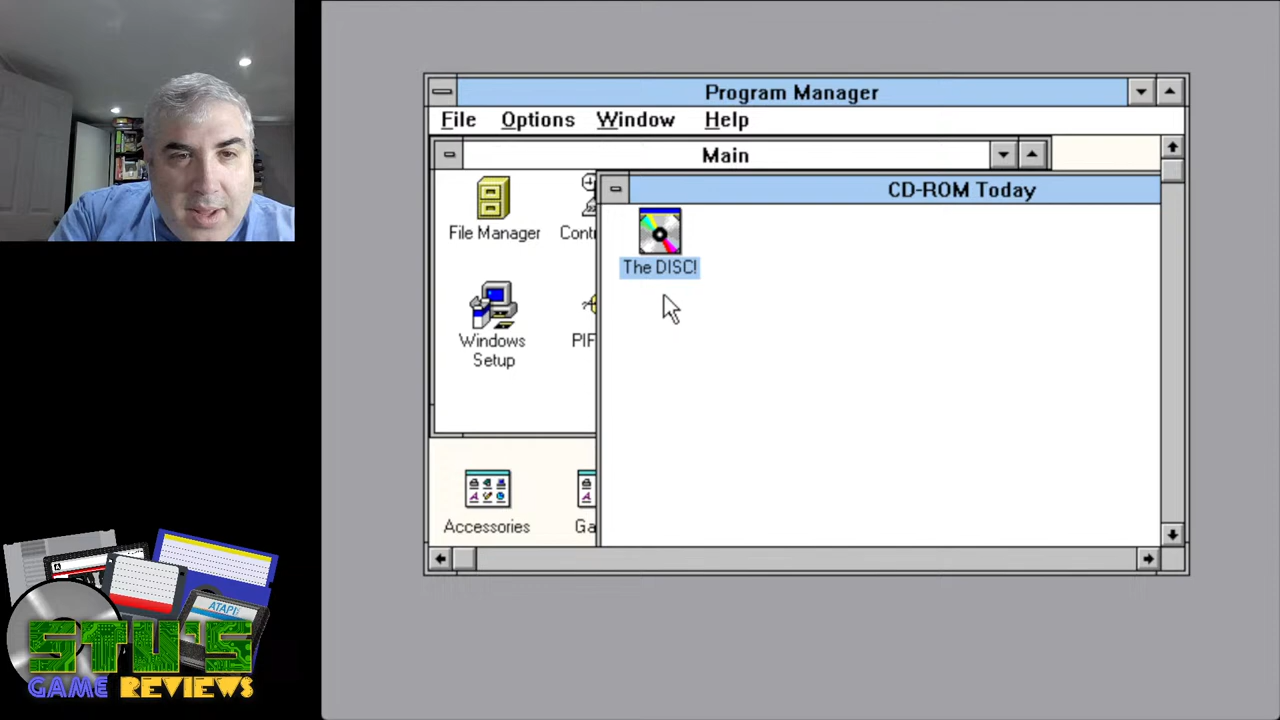 Program Manager
File Options Window Help
Main
CD-ROM Today
File Manager
Contr
The DISC!
Windows
Setup
PIF
Accessories
Ga
ATARI
STU'S
GAME REVIEWS